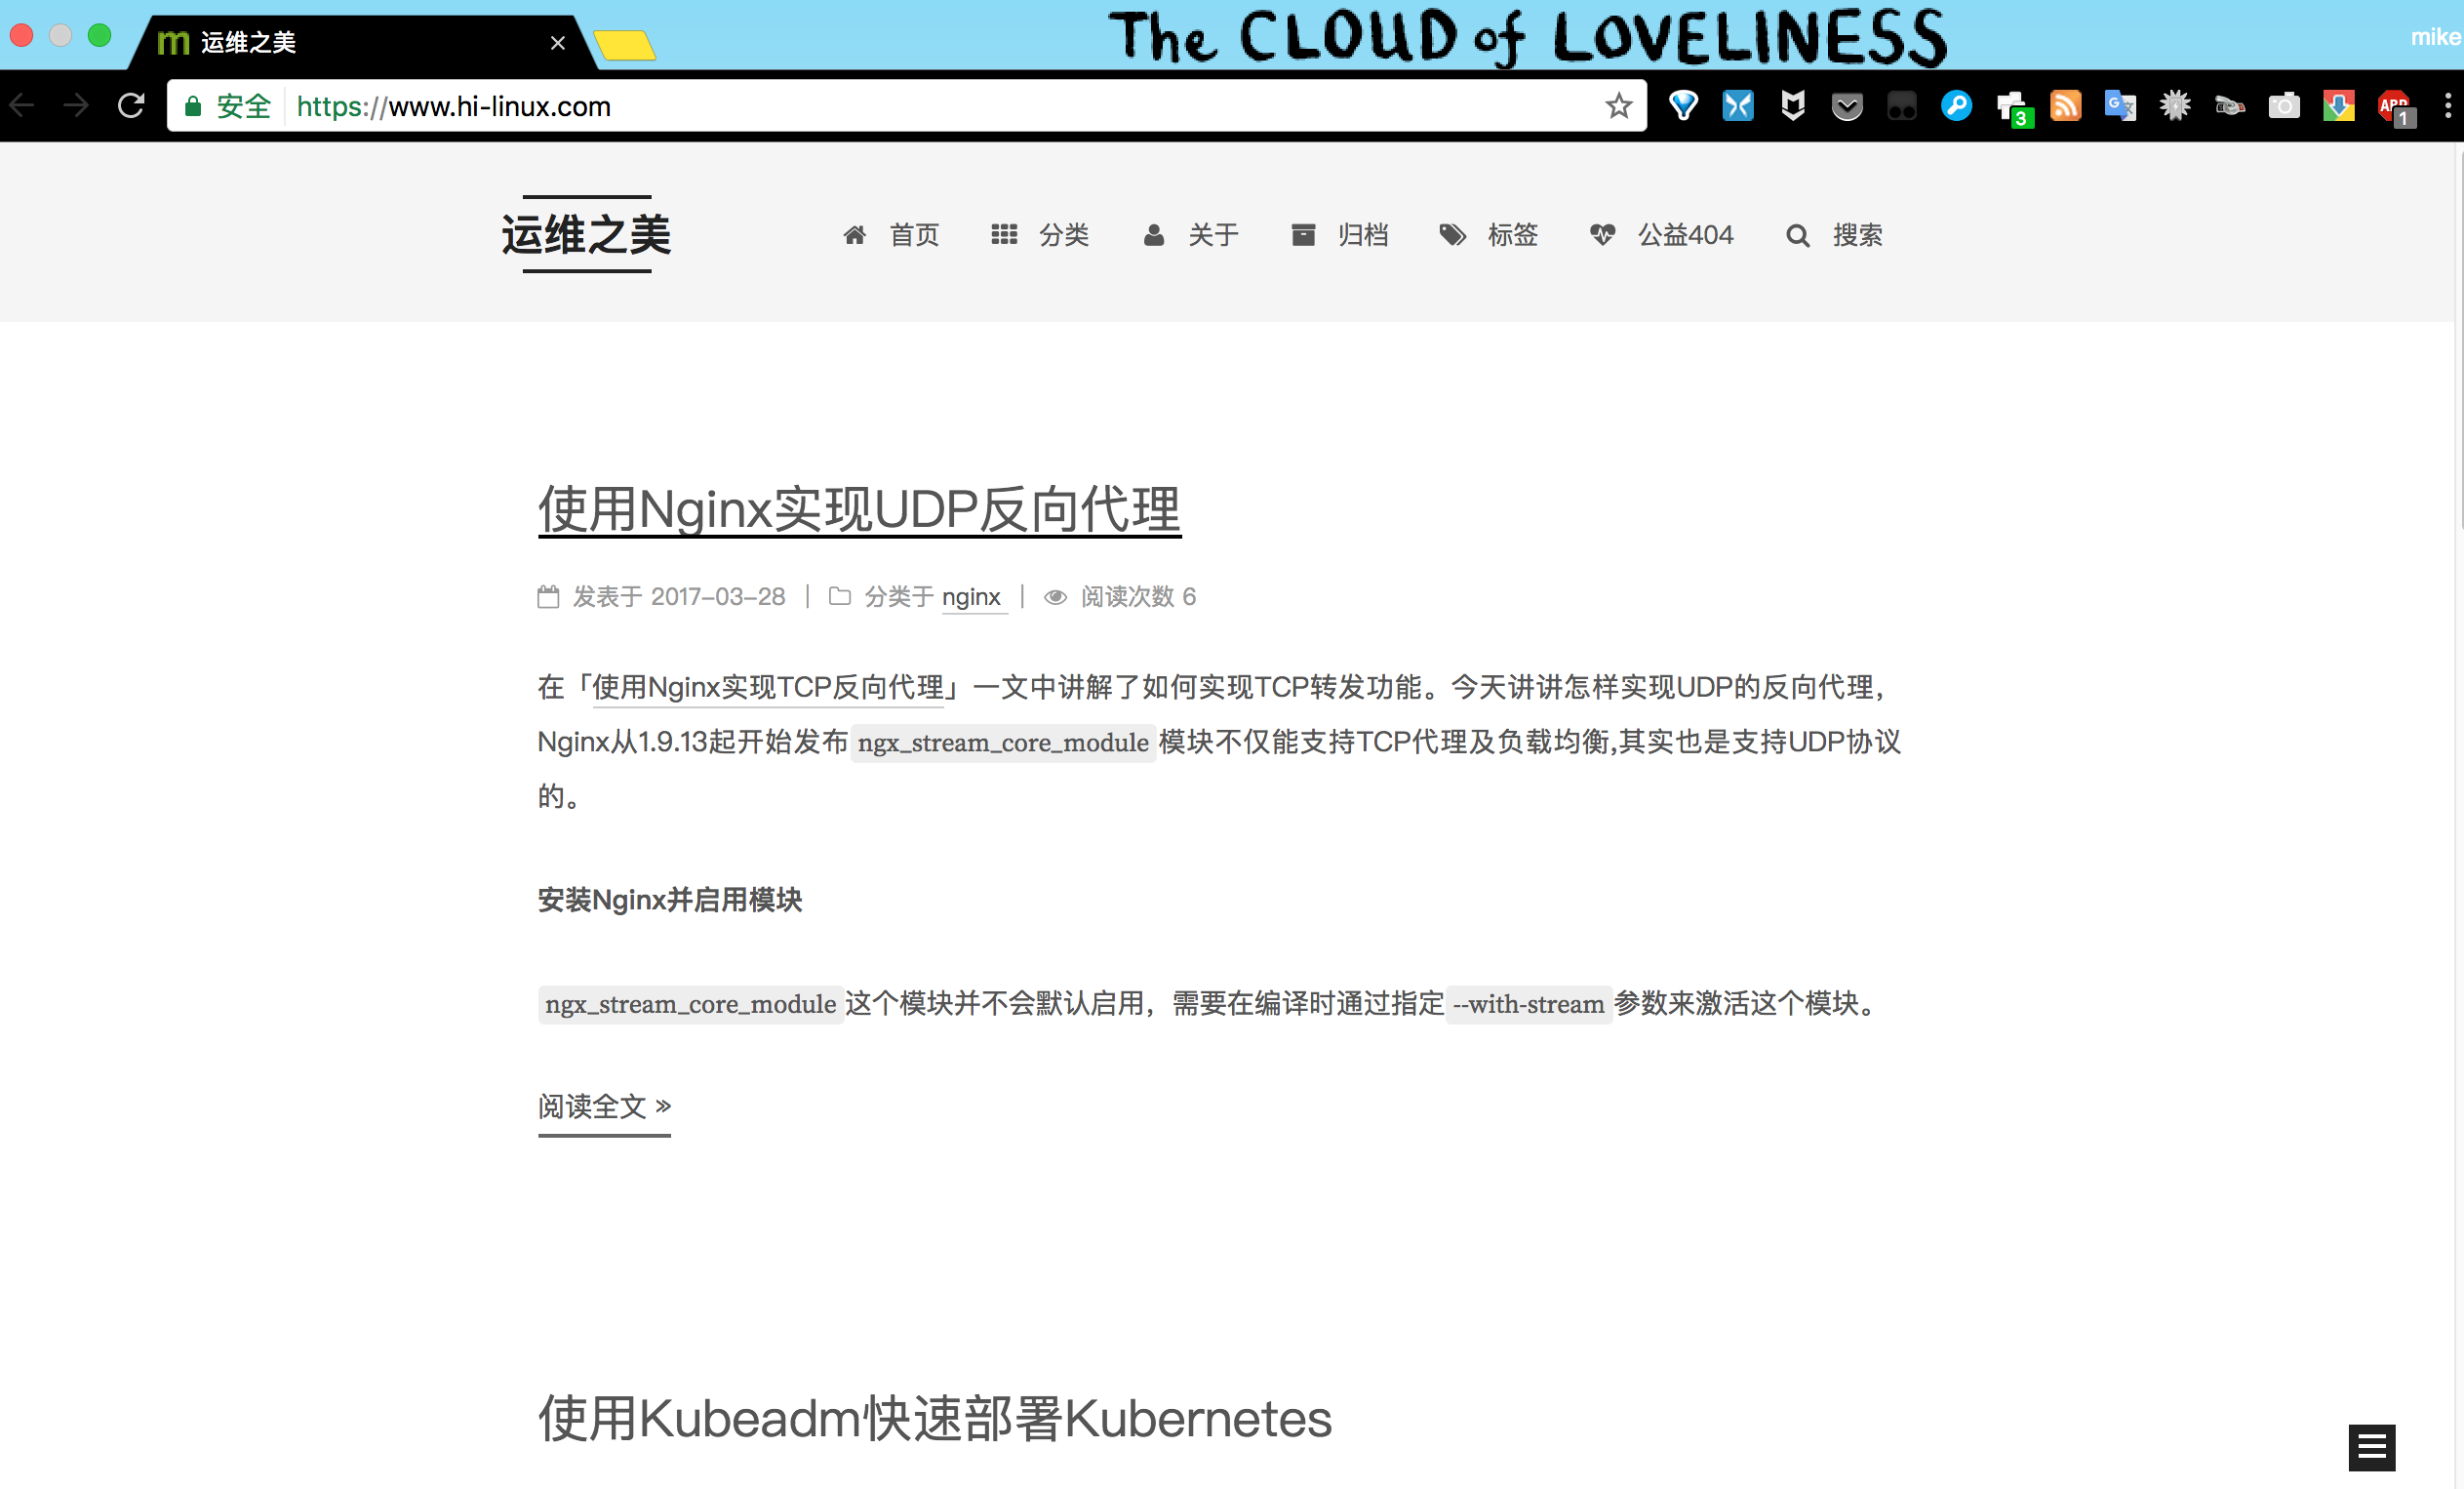 The CLOUD of LOVELINESS
mike
m 运维之美
安全 https://www.hi-linux.com
3
ABP
1
运维之美
首页 分类 关于 归档 标签 公益404 搜索
使用Nginx实现UDP反向代理
发表于 2017-03-28 | 分类于 nginx | 阅读次数 6
在「使用Nginx实现TCP反向代理」一文中讲解了如何实现TCP转发功能。今天讲讲怎样实现UDP的反向代理，
Nginx从1.9.13起开始发布 ngx_stream_core_module 模块不仅能支持TCP代理及负载均衡,其实也是支持UDP协议
的。
安装Nginx并启用模块
ngx_stream_core_module 这个模块并不会默认启用，需要在编译时通过指定 --with-stream 参数来激活这个模块。
阅读全文 »
使用Kubeadm快速部署Kubernetes